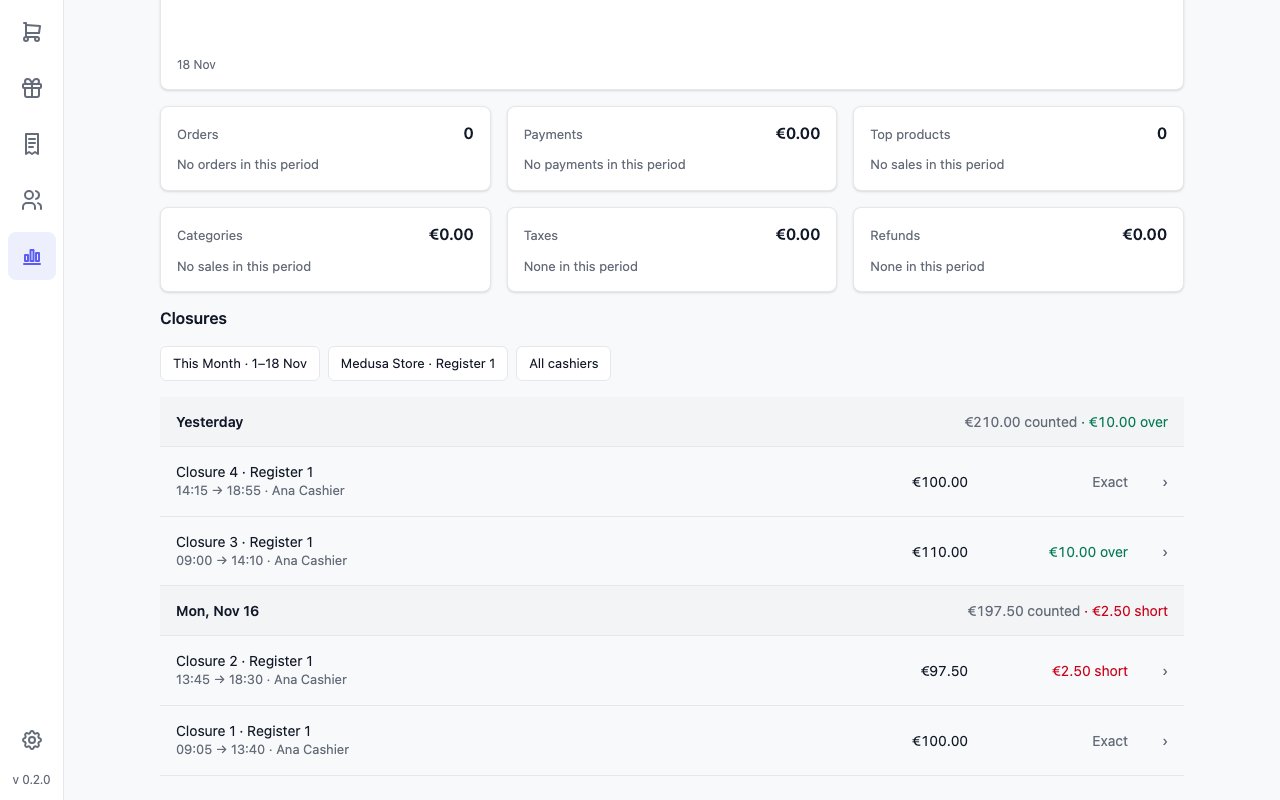 18 Nov
Orders 0
No orders in this period
Payments €0.00
No payments in this period
Top products 0
No sales in this period
Categories €0.00
No sales in this period
Taxes €0.00
None in this period
Refunds €0.00
None in this period
Closures
This Month · 1–18 Nov
Medusa Store · Register 1
All cashiers
Yesterday €210.00 counted · €10.00 over
Closure 4 · Register 1
14:15 → 18:55 · Ana Cashier
€100.00 Exact ›
Closure 3 · Register 1
09:00 → 14:10 · Ana Cashier
€110.00 €10.00 over ›
Mon, Nov 16 €197.50 counted · €2.50 short
Closure 2 · Register 1
13:45 → 18:30 · Ana Cashier
€97.50 €2.50 short ›
Closure 1 · Register 1
09:05 → 13:40 · Ana Cashier
€100.00 Exact ›
v 0.2.0